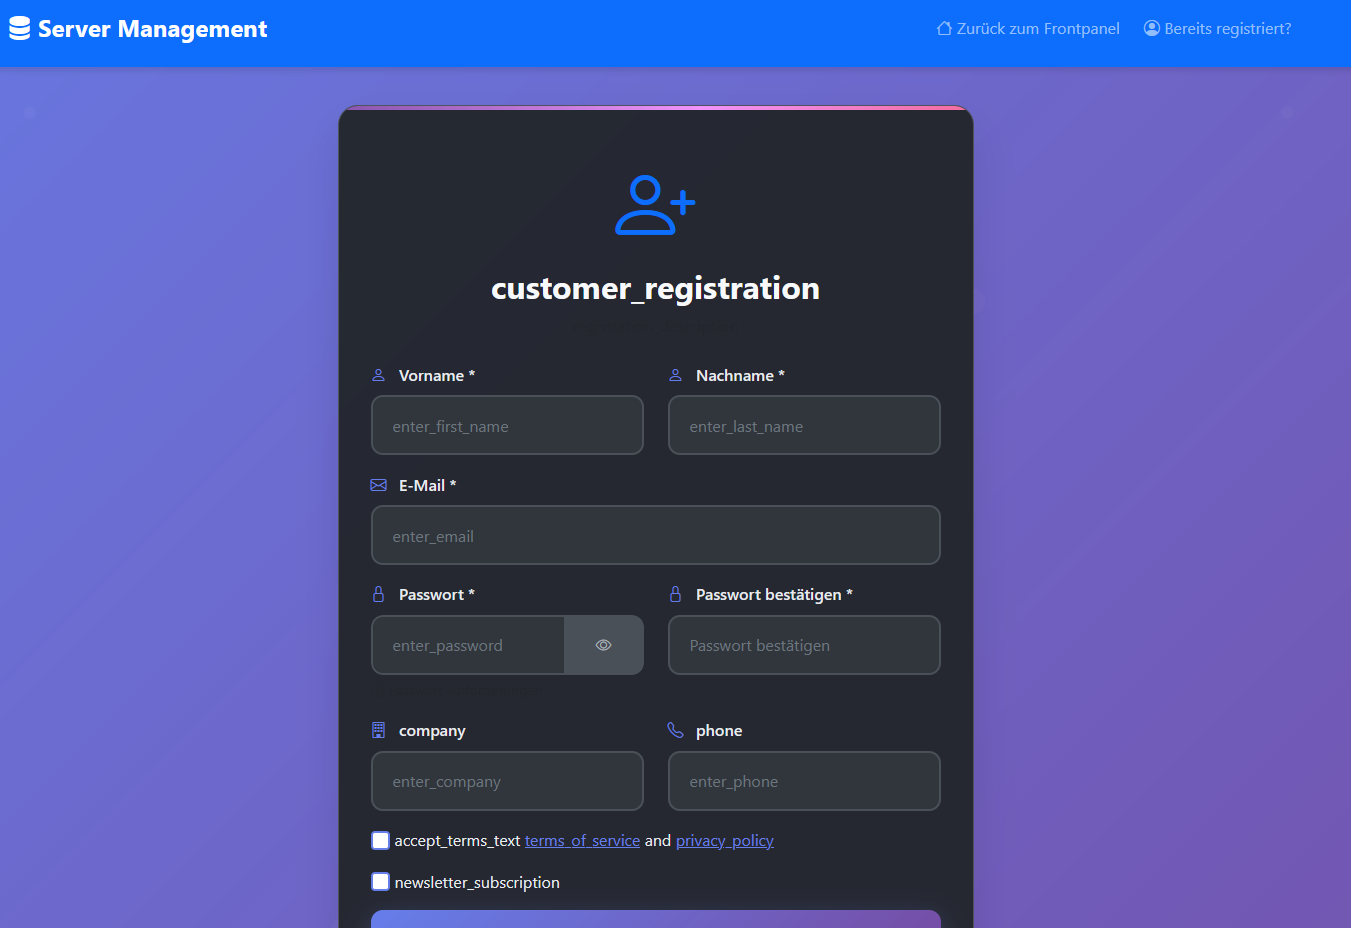 Server Management
Zurück zum Frontpanel
Bereits registriert?
customer_registration
Vorname *
Nachname *
enter_first_name
enter_last_name
E-Mail *
enter_email
Passwort *
Passwort bestätigen *
enter_password
Passwort bestätigen
company
phone
enter_company
enter_phone
accept_terms_text terms_of_service and privacy_policy
newsletter_subscription